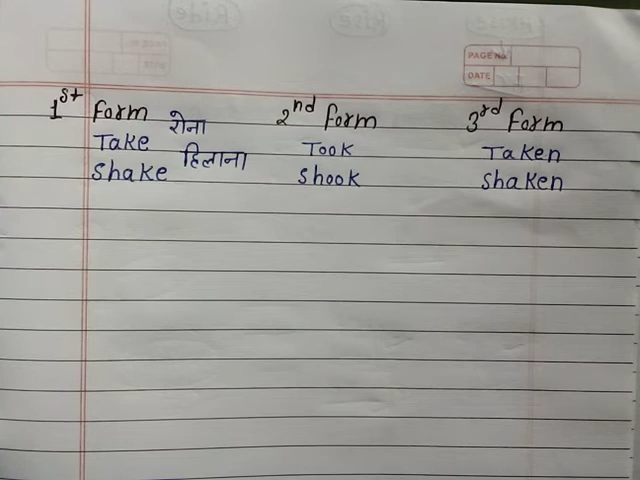 PAGE No.
DATE
1st Form 2nd Form 3rd Form
Take रोना Took Taken
Shake हिलाना Shook Shaken